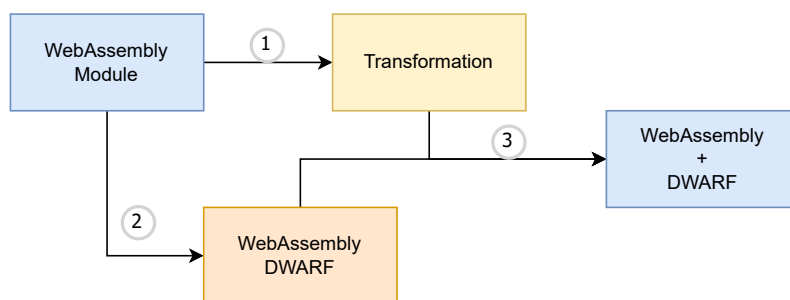 WebAssembly
Module
1
Transformation
3
WebAssembly
+
DWARF
2
WebAssembly
DWARF